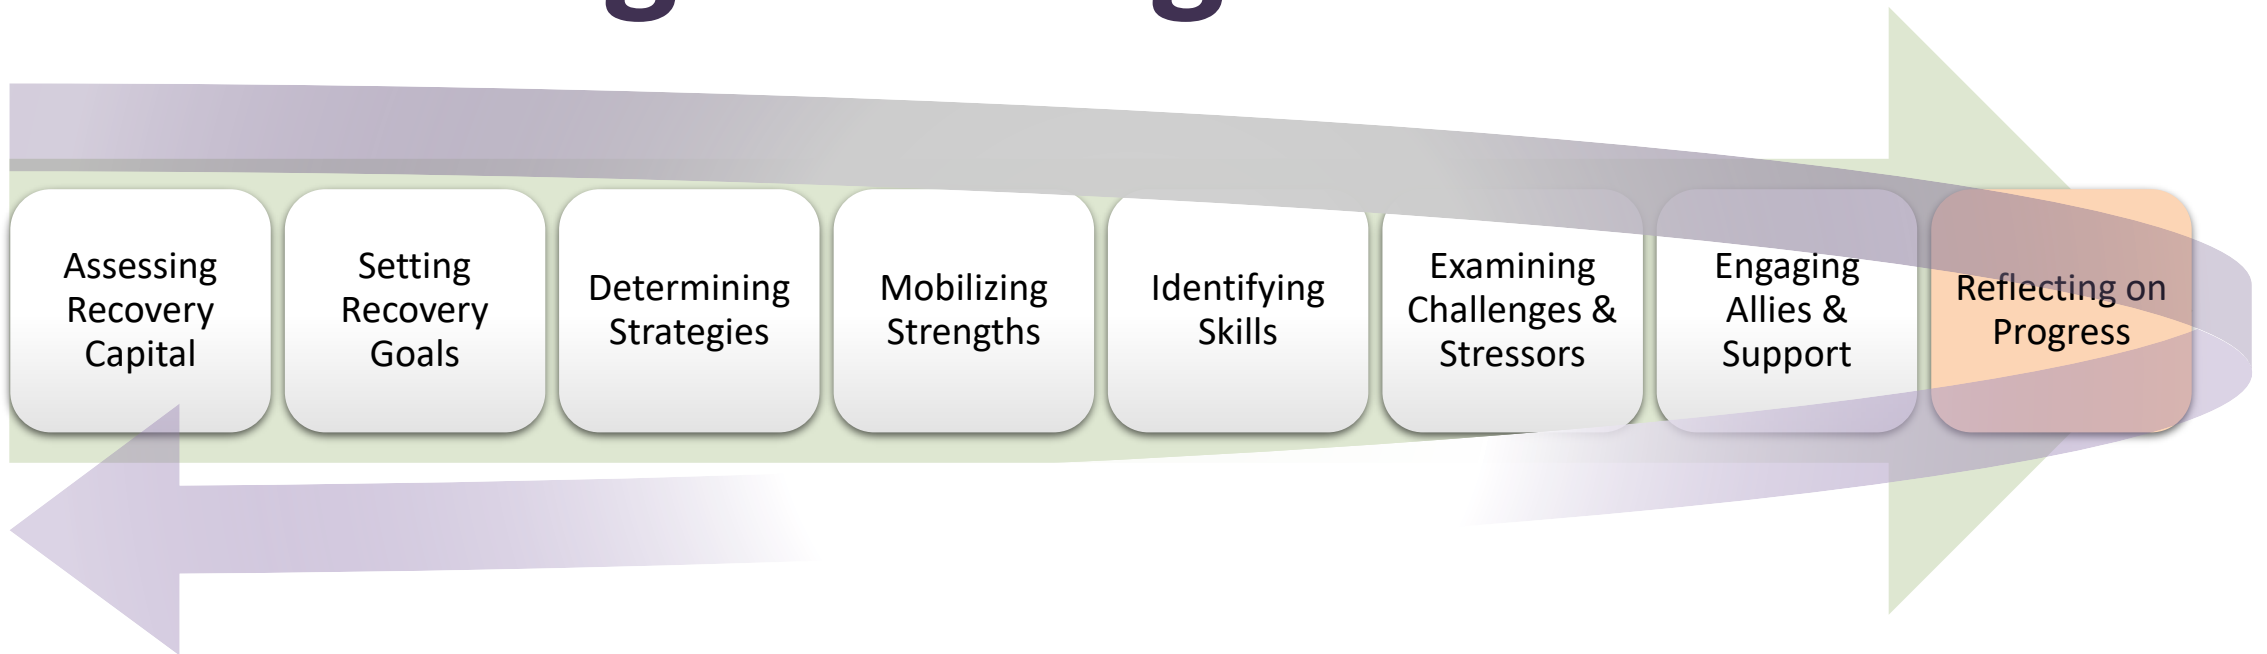 Assessing
Recovery
Capital
Setting
Recovery
Goals
Determining
Strategies
Mobilizing
Strengths
Identifying
Skills
Examining
Challenges &
Stressors
Engaging
Allies &
Support
Reflecting on
Progress